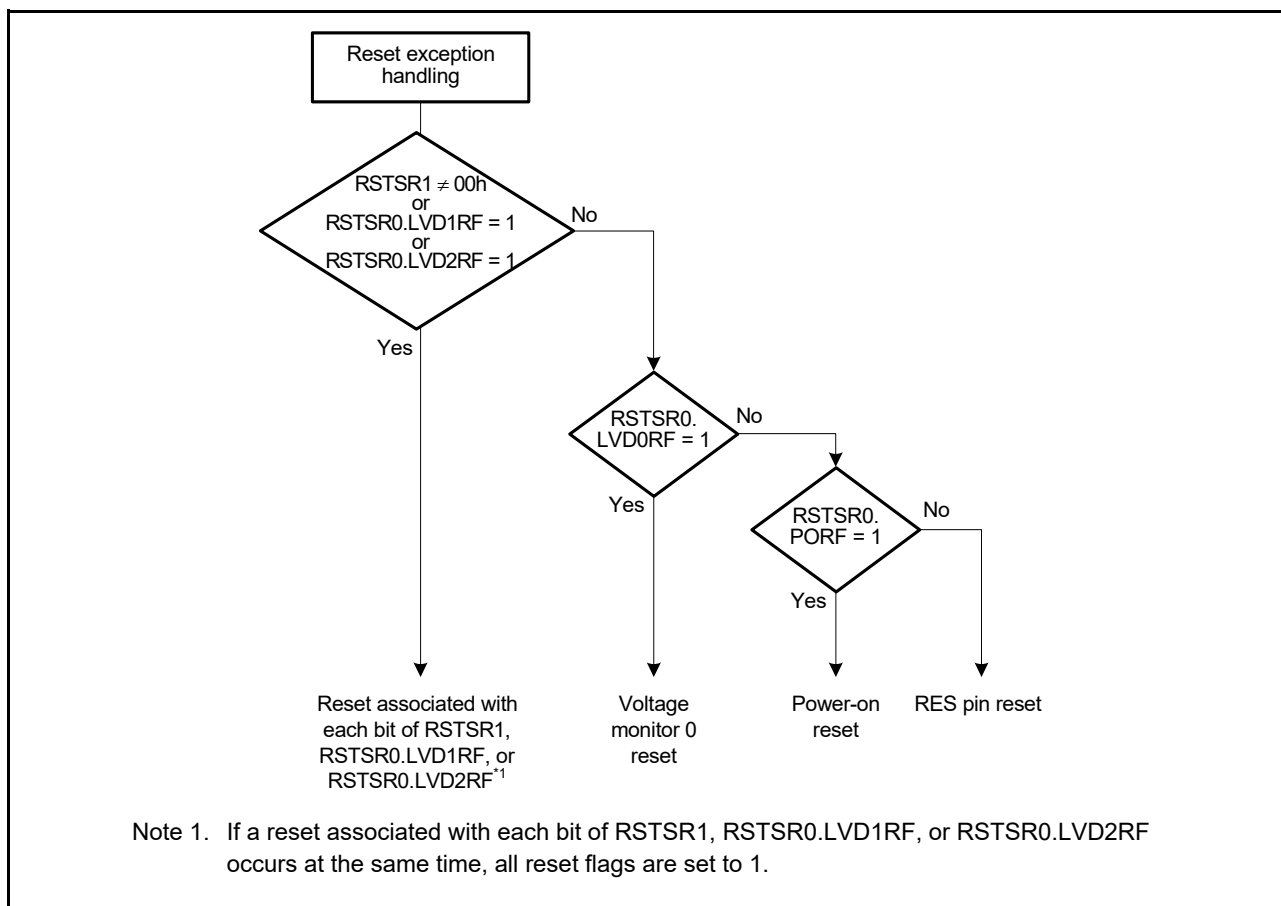 Reset exception
handling
RSTSR1 ≠ 00h
or
RSTSR0.LVD1RF = 1
or
RSTSR0.LVD2RF = 1
No
Yes
RSTSR0.
LVD0RF = 1
No
Yes
RSTSR0.
PORF = 1
No
Yes
Reset associated with
each bit of RSTSR1,
RSTSR0.LVD1RF, or
RSTSR0.LVD2RF*1
Voltage
monitor 0
reset
Power-on
reset
RES pin reset
Note 1. If a reset associated with each bit of RSTSR1, RSTSR0.LVD1RF, or RSTSR0.LVD2RF
occurs at the same time, all reset flags are set to 1.